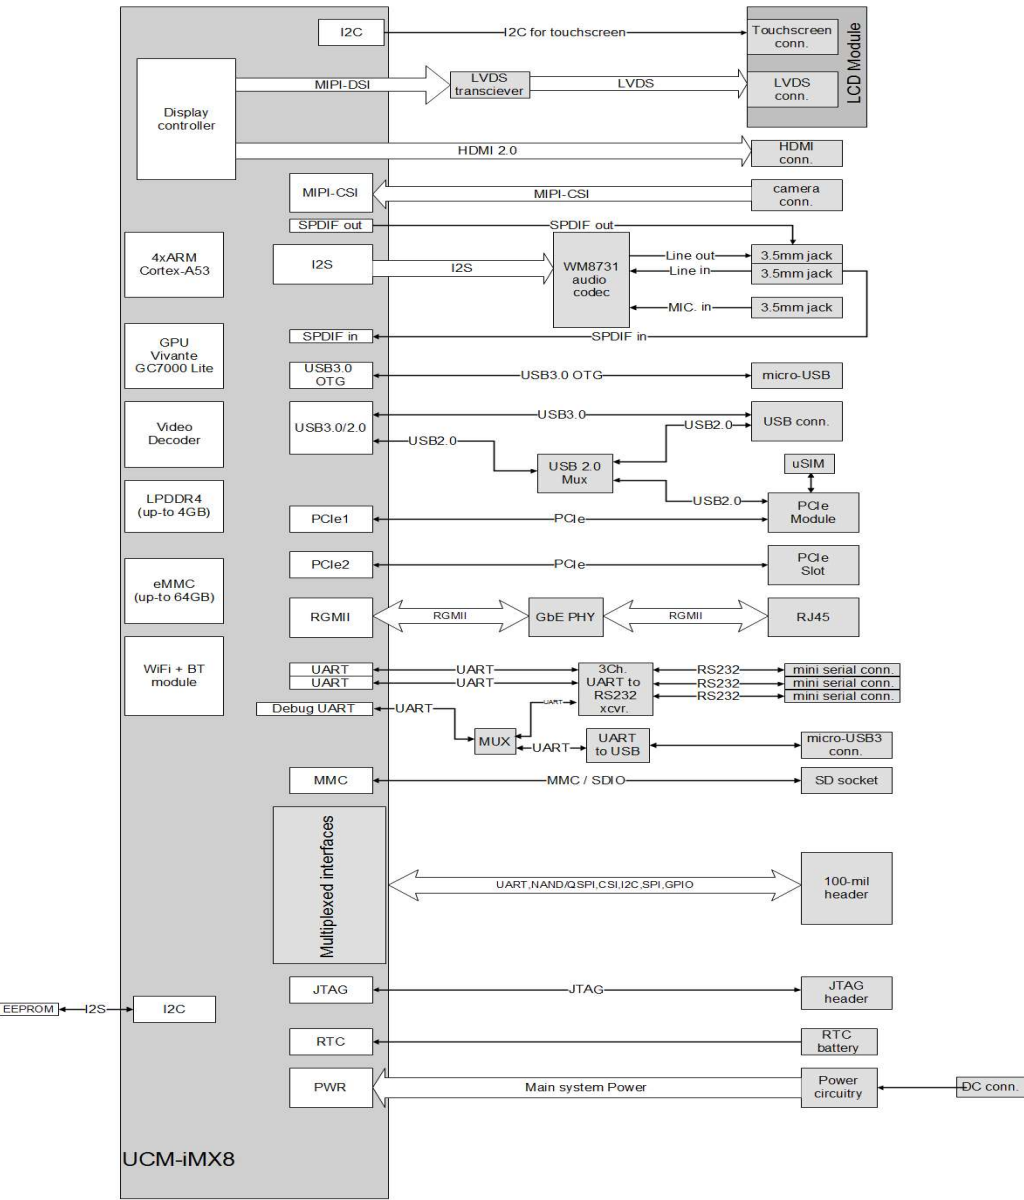 I2C
I2C for touchscreen
Touchscreen
conn.
LCD Module
Display
controller
MIPI-DSI
LVDS
transciever
LVDS
LVDS
conn.
HDMI 2.0
HDMI
conn.
MIPI-CSI
MIPI-CSI
camera
conn.
SPDIF out
SPDIF out
4xARM
Cortex-A53
I2S
I2S
WM8731
audio
codec
Line out
3.5mm jack
Line in
3.5mm jack
MIC. in
3.5mm jack
SPDIF in
SPDIF in
GPU
Vivante
GC7000 Lite
USB3.0
OTG
USB3.0 OTG
micro-USB
Video
Decoder
USB3.0/2.0
USB3.0
USB2.0
USB2.0
USB conn.
USB 2.0
Mux
uSIM
USB2.0
LPDDR4
(up-to 4GB)
PCIe1
PCIe
PCIe
Module
PCIe2
PCIe
PCIe
Slot
eMMC
(up-to 64GB)
RGMII
RGMII
GbE PHY
RGMII
RJ45
WiFi + BT
module
UART
UART
UART
UART
3Ch.
UART to
RS232
xcvr.
RS232
RS232
RS232
mini serial conn.
mini serial conn.
mini serial conn.
Debug UART
UART
UART
MUX
UART
UART
to USB
micro-USB3
conn.
MMC
MMC / SDIO
SD socket
Multiplexed interfaces
UART,NAND/QSPI,CSI,I2C,SPI,GPIO
100-mil
header
JTAG
JTAG
JTAG
header
EEPROM
I2S
I2C
RTC
RTC
battery
PWR
Main system Power
Power
circuitry
DC conn.
UCM-iMX8